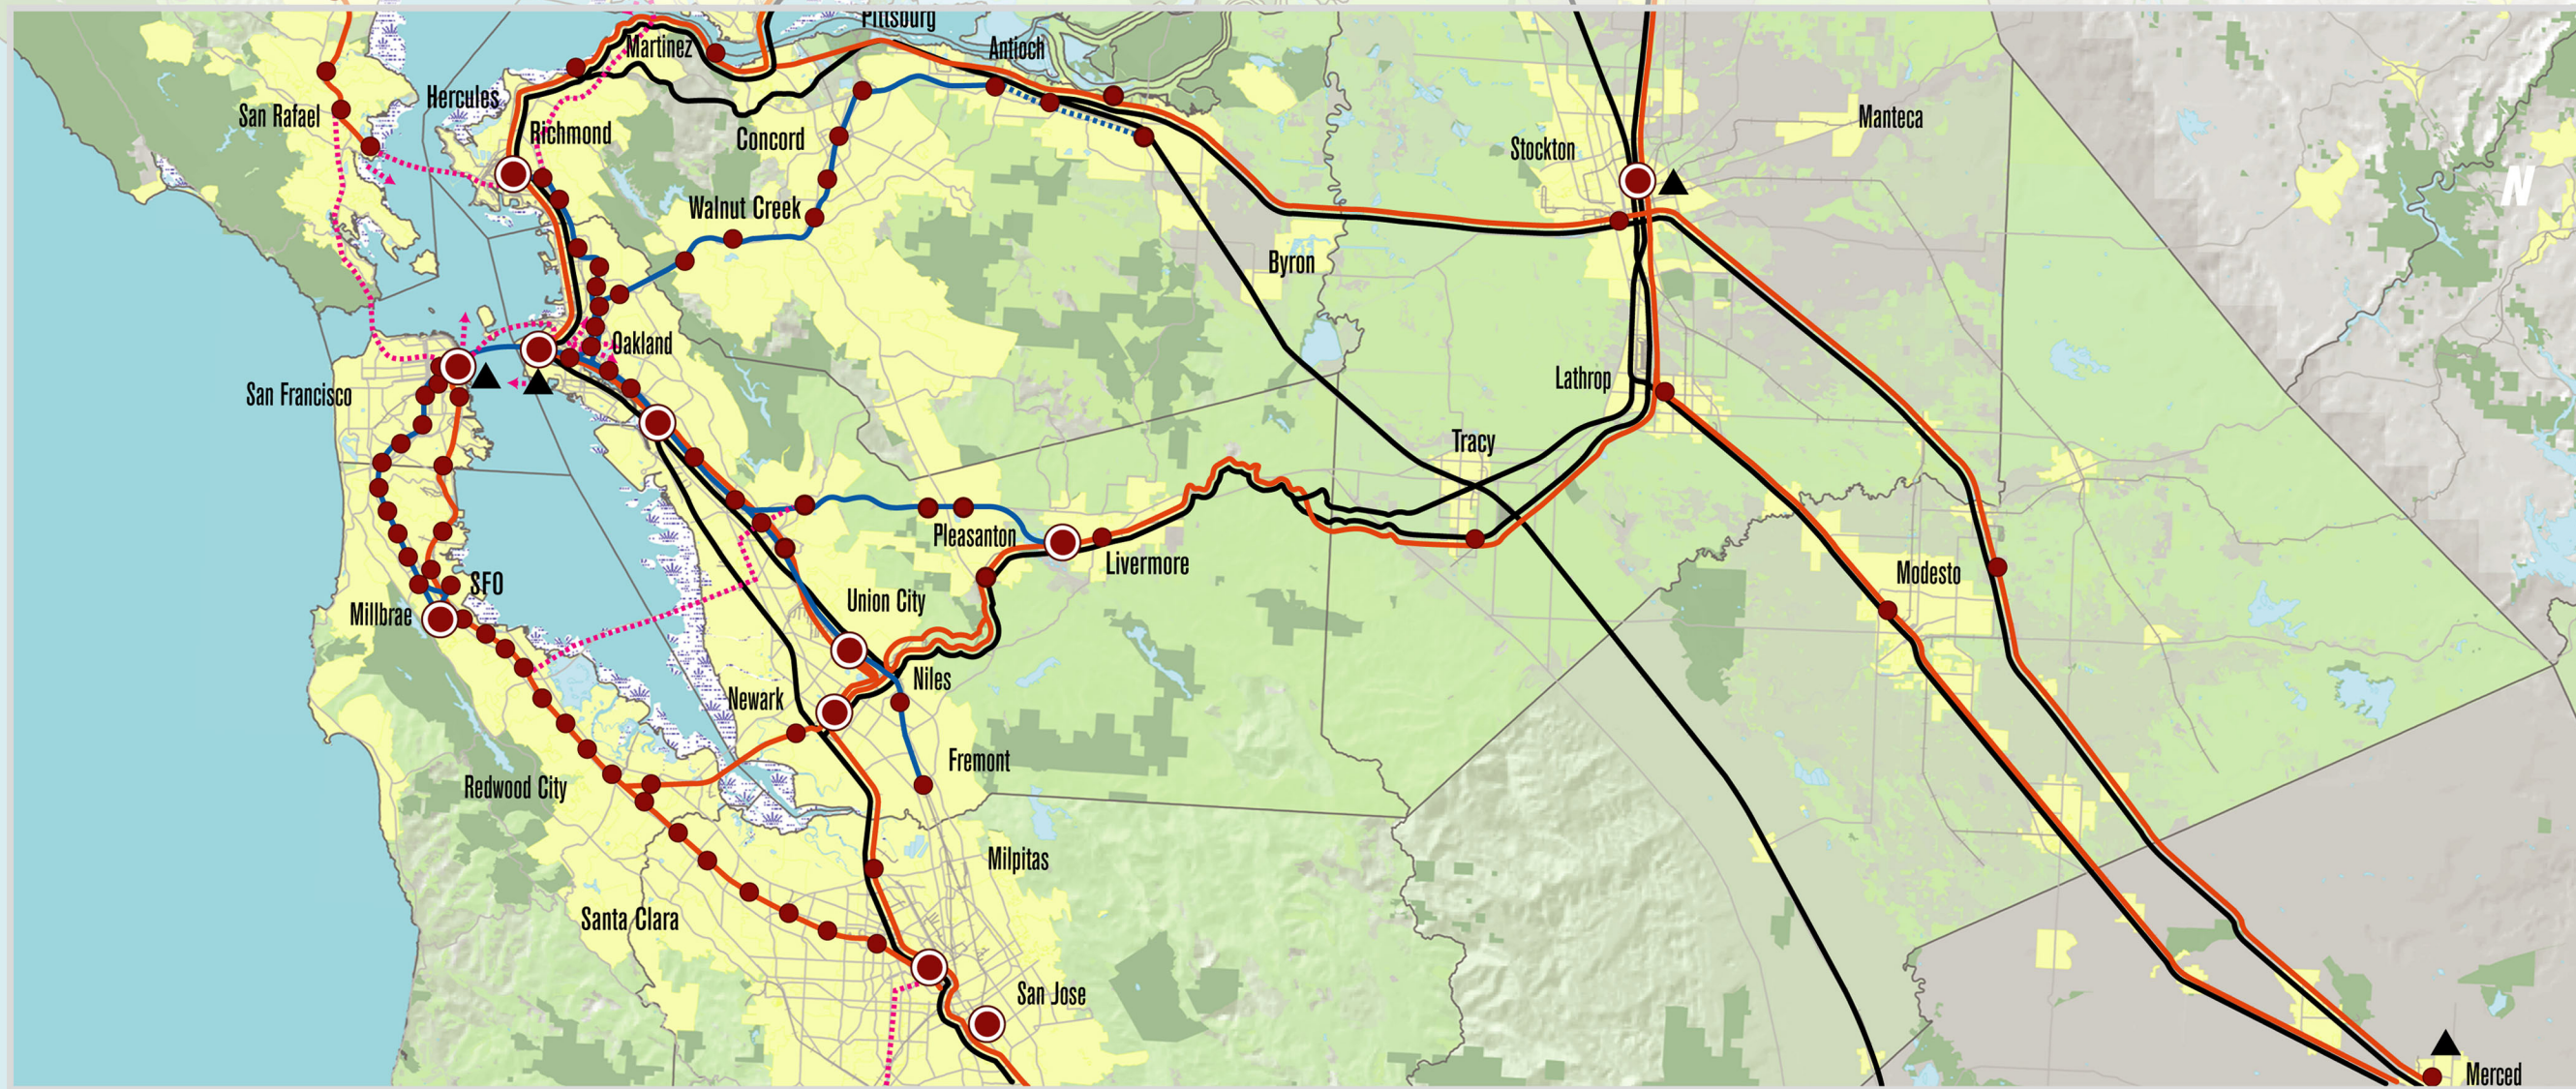 Pittsburg
Martinez
Antioch
Hercules
San Rafael
Richmond
Concord
Manteca
Stockton
N
Walnut Creek
Byron
Oakland
San Francisco
Lathrop
Tracy
Pleasanton
Livermore
Modesto
SFO
Union City
Millbrae
Niles
Newark
Fremont
Redwood City
Milpitas
Santa Clara
San Jose
Merced